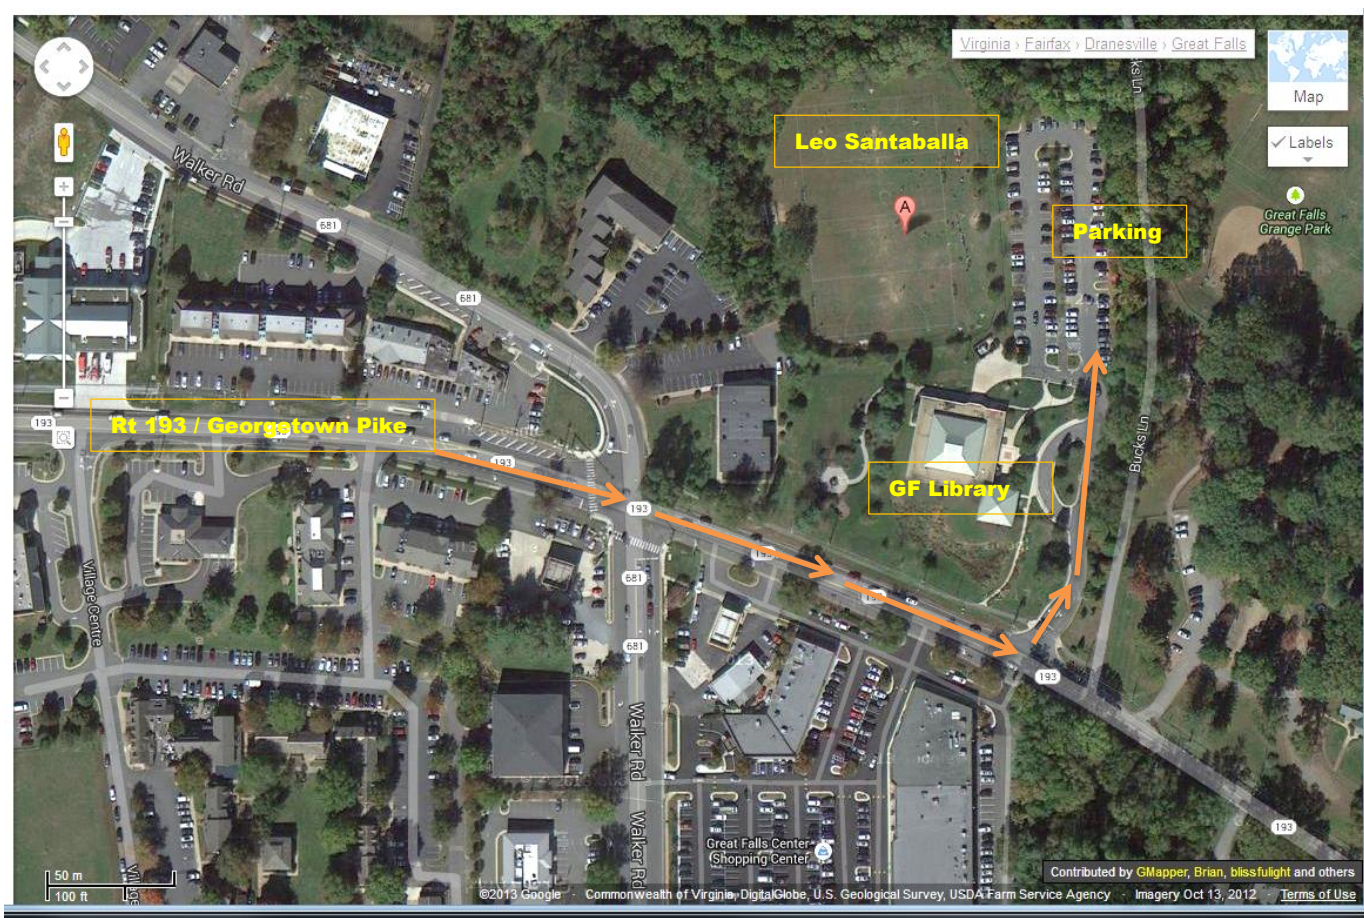 Virginia › Fairfax › Dranesville › Great Falls
Map
Labels
ks Ln
Leo Santaballa
A
Great Falls
Grange Park
Parking
Walker Rd
681
681
193
Rt 193 / Georgetown Pike
193
193
Bucks Ln
GF Library
681
681
193
Village Centre
Walker Rd
Walker Rd
193
Great Falls Center
Shopping Center
50 m
100 ft
Contributed by GMapper, Brian, blissfulight and others
©2013 Google - Commonwealth of Virginia, DigitalGlobe, U.S. Geological Survey, USDA Farm Service Agency - Imagery Oct 13, 2012 - Terms of Use